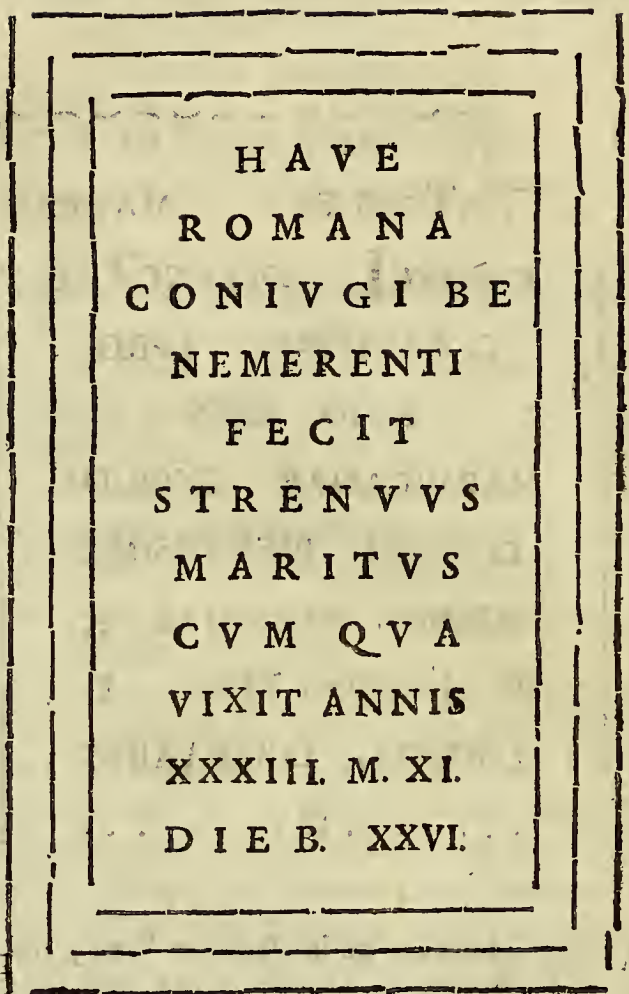 HAVE
ROMANA
CONIVGI BE
NEMERENTI
FECIT
STRENVVS
MARITVS
CVM QVA
VIXIT ANNIS
XXXIII. M. XI.
DIEB. XXVI.